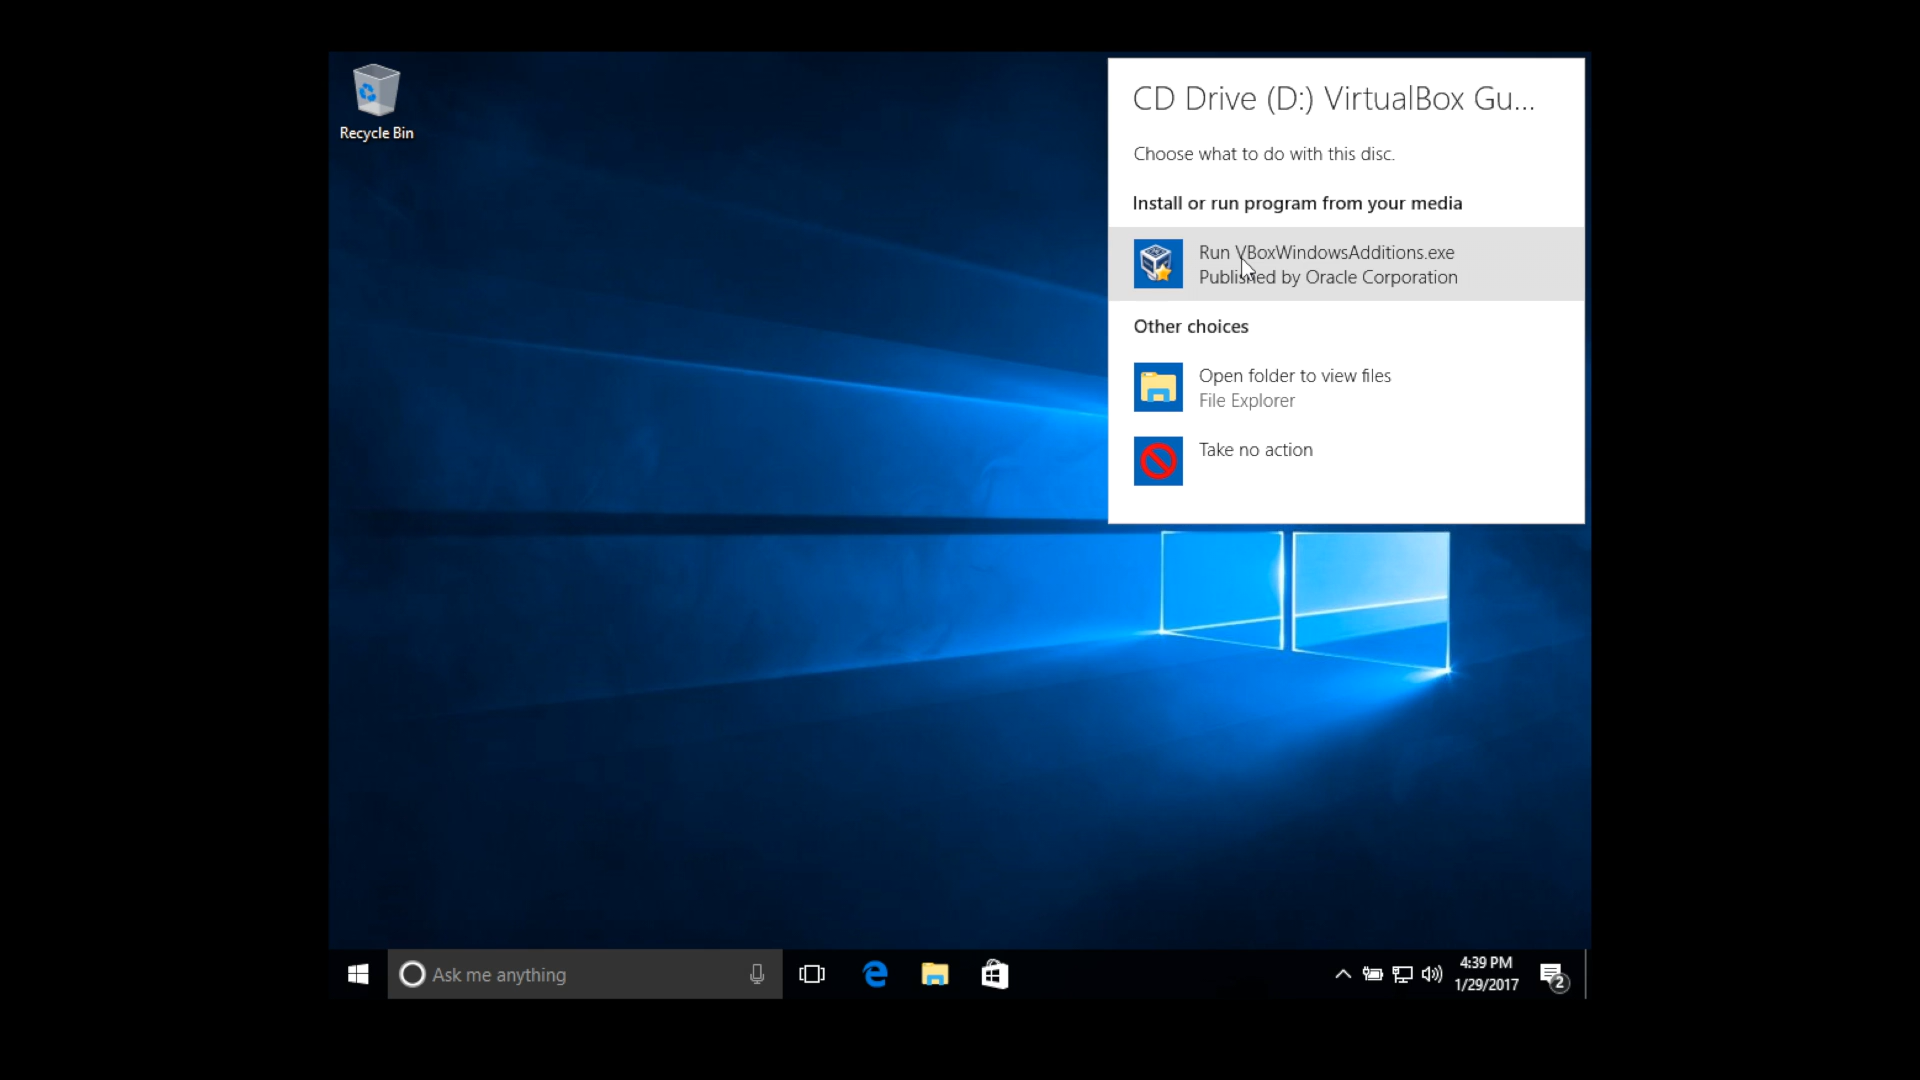 Recycle Bin
CD Drive (D:) VirtualBox Gu...
Choose what to do with this disc.
Install or run program from your media
Run VBoxWindowsAdditions.exe
Published by Oracle Corporation
Other choices
Open folder to view files
File Explorer
Take no action
Ask me anything
4:39 PM
1/29/2017
2